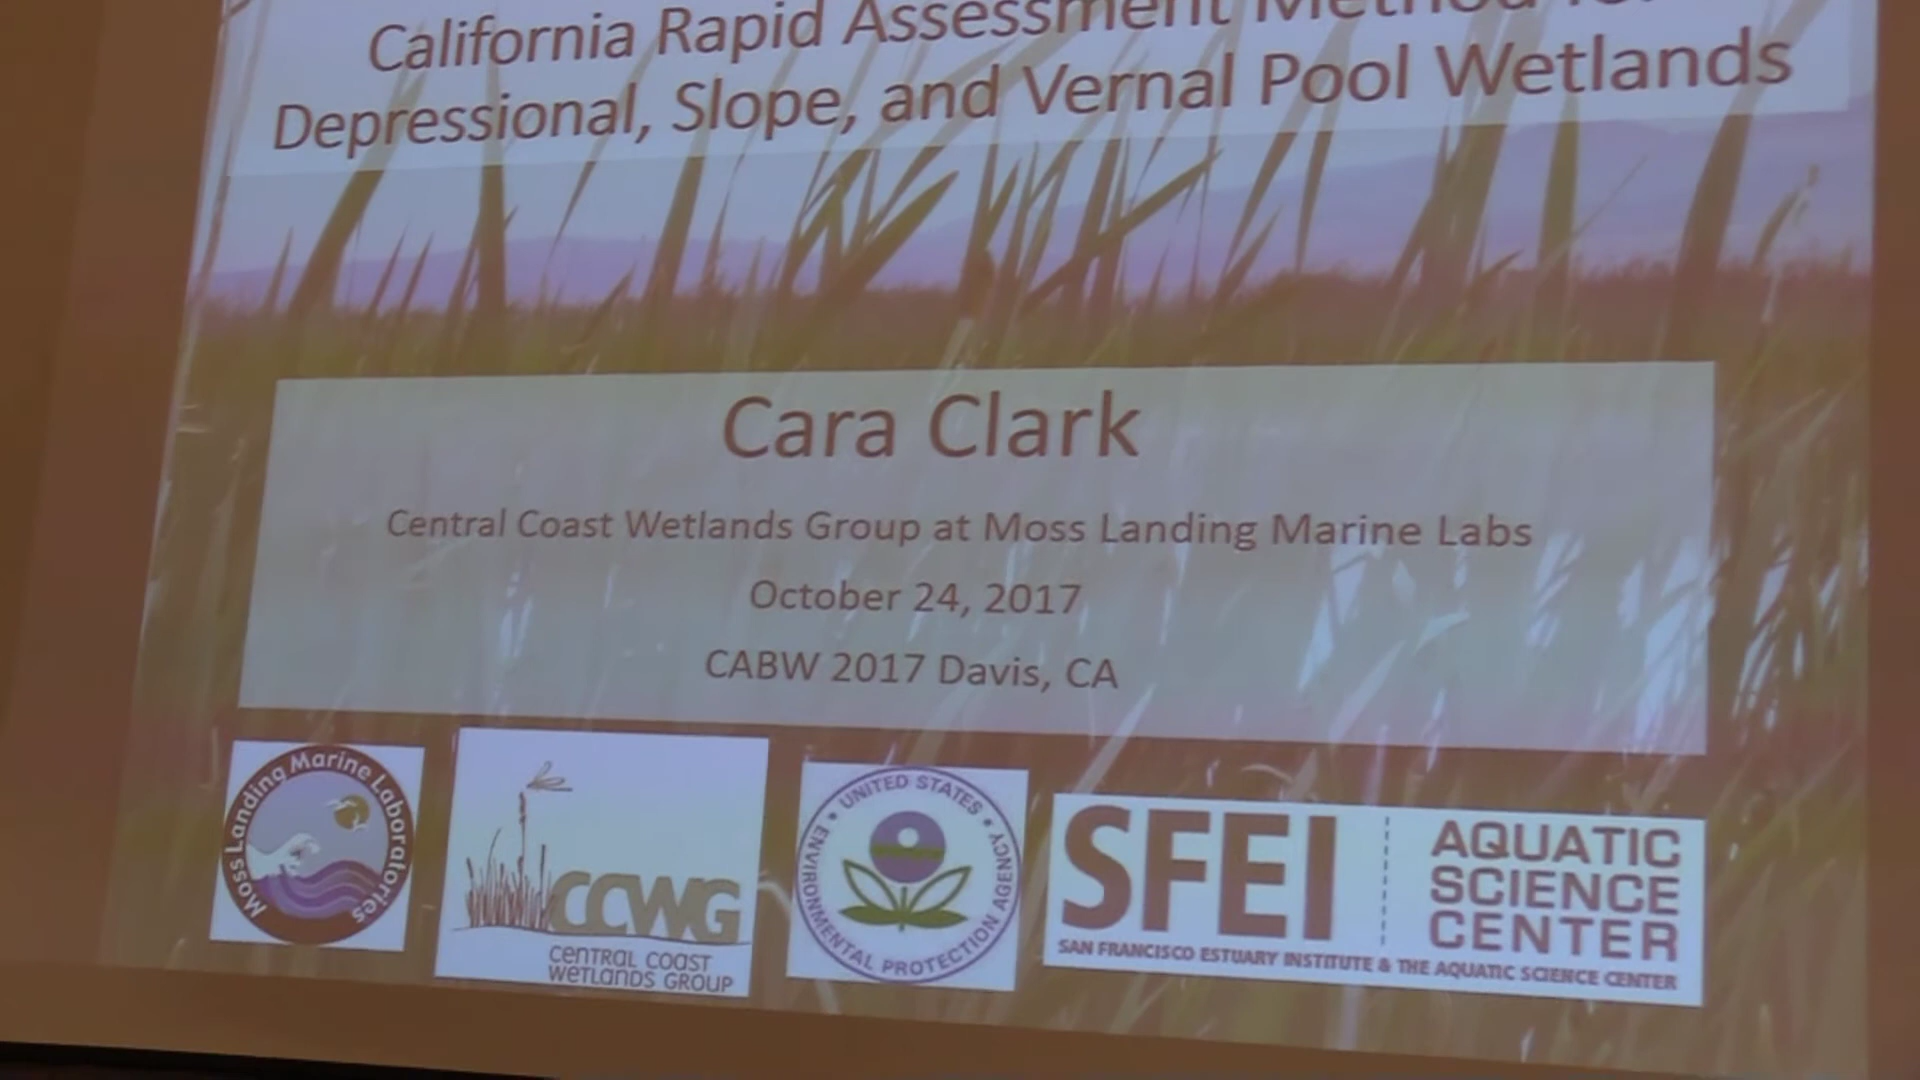 California Rapid Assessment Method for
Depressional, Slope, and Vernal Pool Wetlands
Cara Clark
Central Coast Wetlands Group at Moss Landing Marine Labs
October 24, 2017
CABW 2017 Davis, CA
Moss Landing Marine Laboratories
CCWG
CENTRAL COAST
WETLANDS GROUP
UNITED STATES
ENVIRONMENTAL PROTECTION AGENCY
SFEI
AQUATIC
SCIENCE
CENTER
SAN FRANCISCO ESTUARY INSTITUTE & THE AQUATIC SCIENCE CENTER